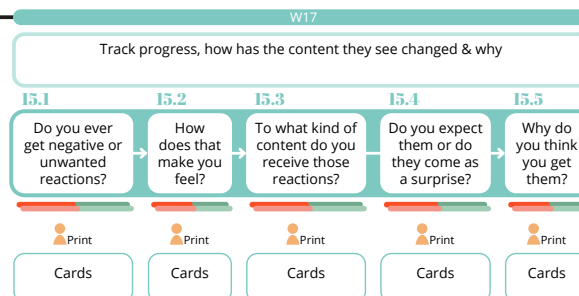 W17
Track progress, how has the content they see changed & why
15.1
15.2
15.3
15.4
15.5
Do you ever
get negative or
unwanted
reactions?
How
does that
make you
feel?
To what kind of
content do you
receive those
reactions?
Do you expect
them or do
they come as
a surprise?
Why do
you think
you get
them?
Print
Print
Print
Print
Print
Cards
Cards
Cards
Cards
Cards